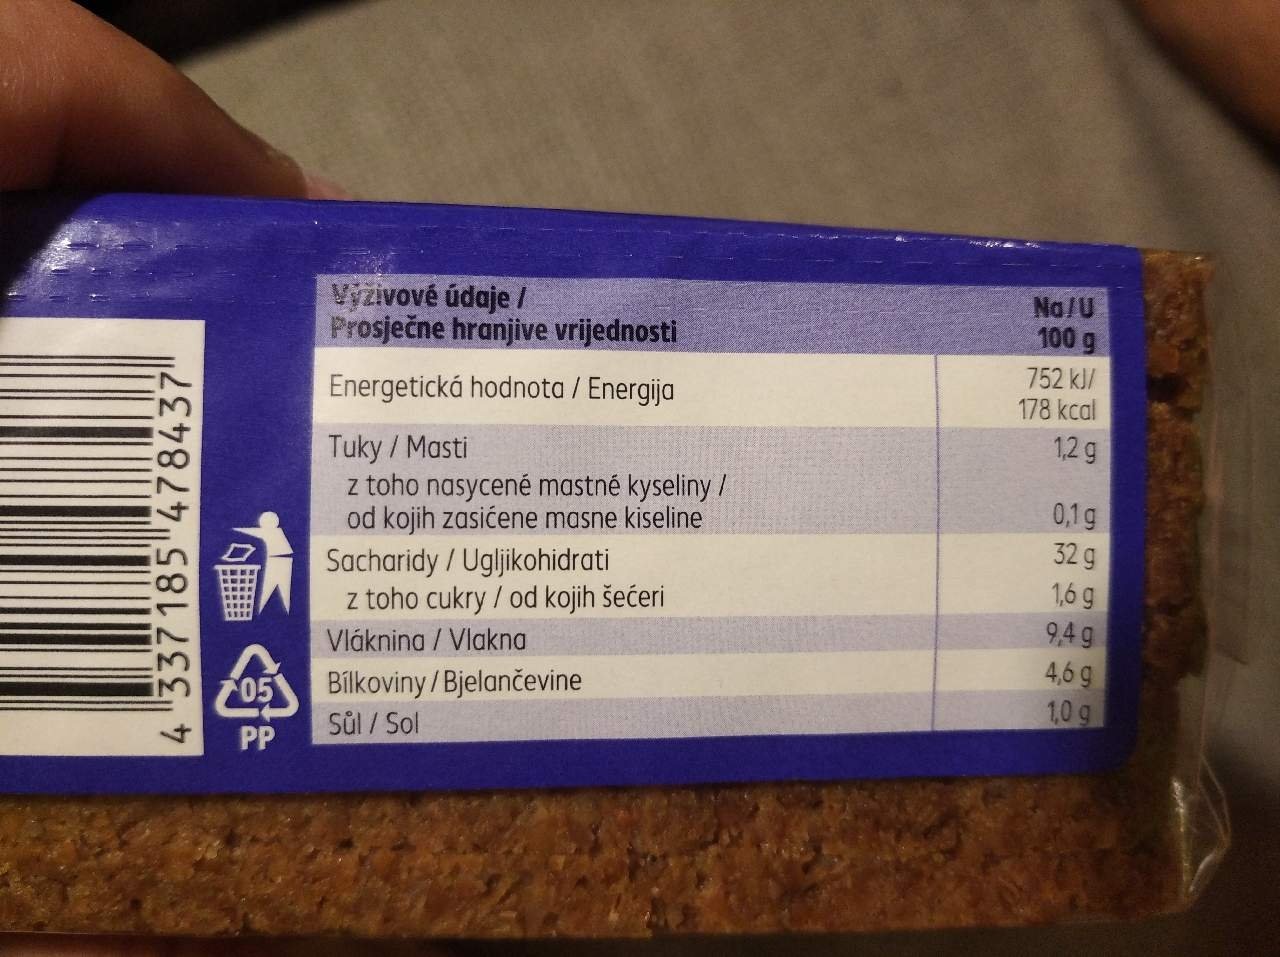 Výživové údaje /
Prosječne hranjive vrijednosti
Na/U
100 g
Energetická hodnota / Energija
752 kJ/
178 kcal
Tuky / Masti 1,2 g
z toho nasycené mastné kyseliny /
od kojih zasićene masne kiseline 0,1 g
Sacharidy / Ugljikohidrati 32 g
z toho cukry / od kojih šećeri 1,6 g
Vláknina / Vlakna 9,4 g
Bílkoviny / Bjelančevine 4,6 g
Sůl / Sol 1,0 g
4 337185 478437
05
PP